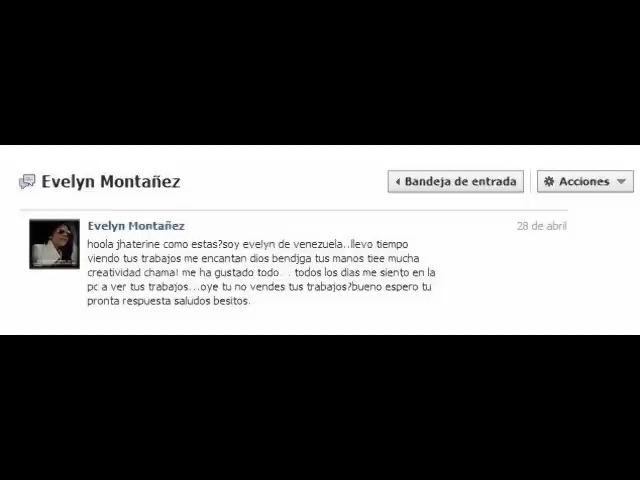 Evelyn Montañez
Bandeja de entrada
Acciones
Evelyn Montañez
28 de abril
hoola jhaterine como estas?soy evelyn de venezuela..llevo tiempo
viendo tus trabajos me encantan dios bendjga tus manos tiee mucha
creatividad chama! me ha gustado todo... todos los dias me siento en la
pc a ver tus trabajos...oye tu no vendes tus trabajos?bueno espero tu
pronta respuesta saludos besitos.